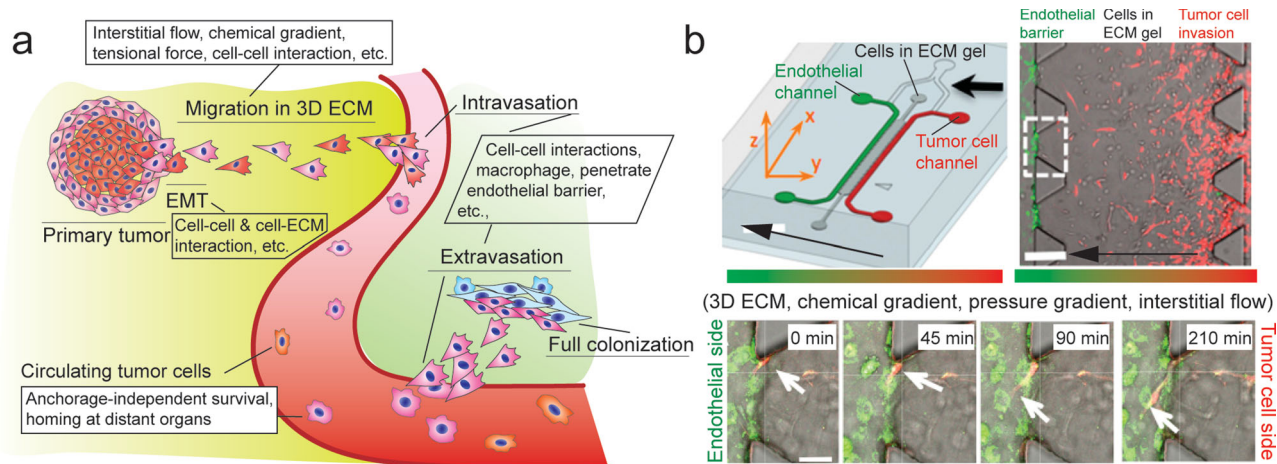 a
Interstitial flow, chemical gradient,
tensional force, cell-cell interaction, etc.
Migration in 3D ECM
Intravasation
Cell-cell interactions,
macrophage, penetrate
endothelial barrier,
etc.,
EMT
Primary tumor
Cell-cell & cell-ECM
interaction, etc.
Extravasation
Full colonization
Circulating tumor cells
Anchorage-independent survival,
homing at distant organs
b
Cells in ECM gel
Endothelial
channel
Tumor cell
channel
x
z
y
Endothelial
barrier
Cells in
ECM gel
Tumor cell
invasion
(3D ECM, chemical gradient, pressure gradient, interstitial flow)
Endothelial side
0 min
45 min
90 min
210 min
Tumor cell side